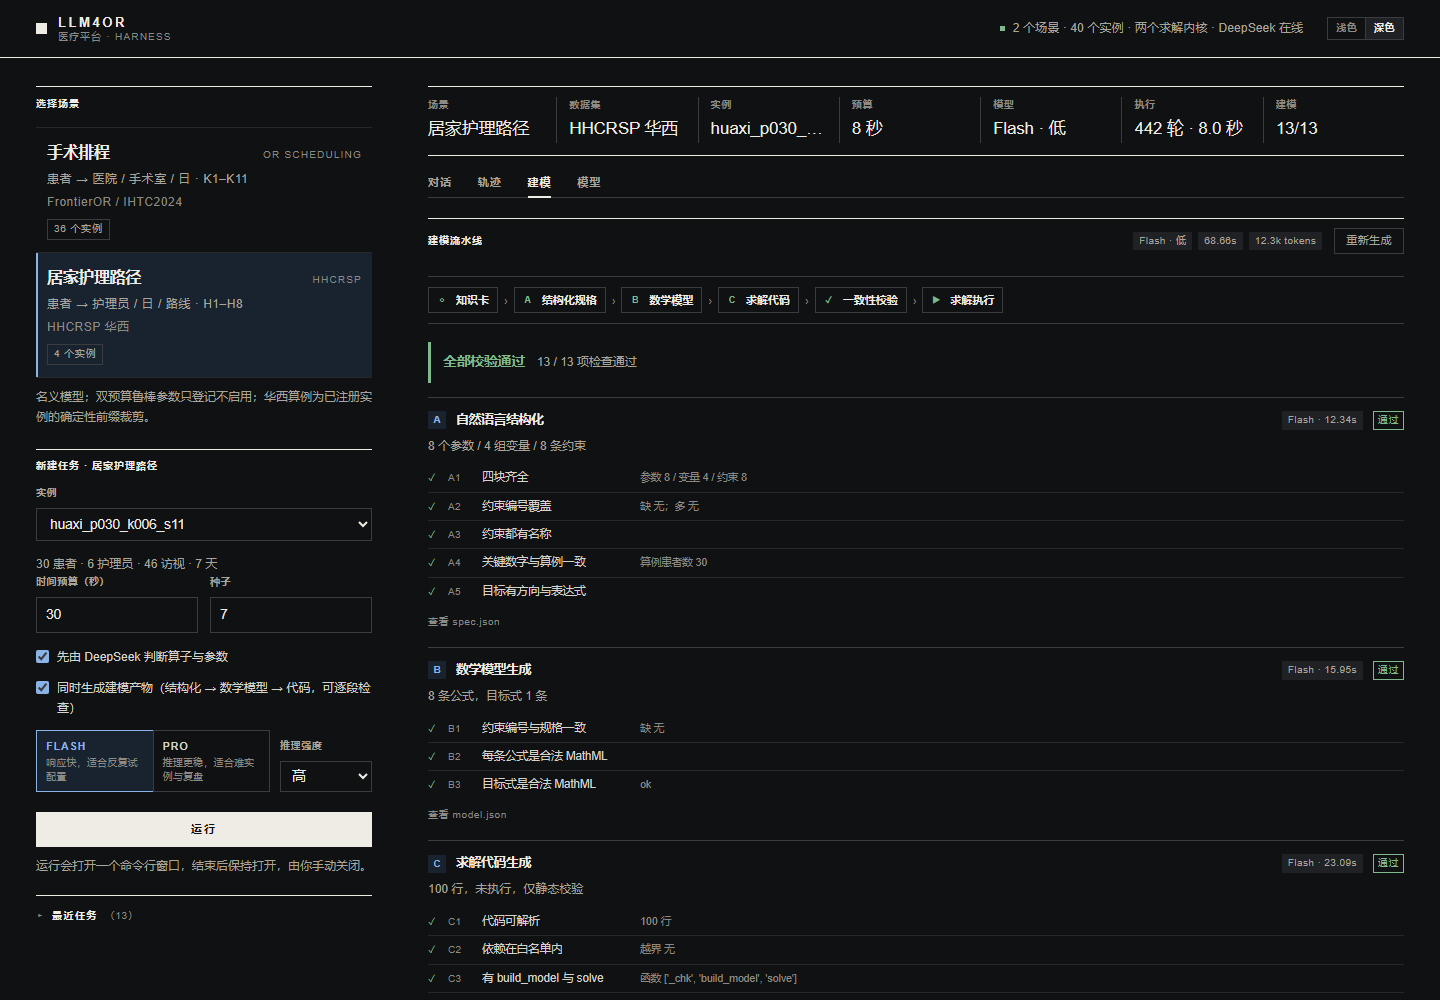 LLM4OR
医疗平台 · HARNESS
2 个场景 · 40 个实例 · 两个求解内核 · DeepSeek 在线
浅色 深色
选择场景
手术排程
OR SCHEDULING
患者 → 医院 / 手术室 / 日 · K1–K11
FrontierOR / IHTC2024
36 个实例
居家护理路径
HHCRSP
患者 → 护理员 / 日 / 路线 · H1–H8
HHCRSP 华西
4 个实例
名义模型；双预算鲁棒参数只登记不启用；华西算例为已注册实
例的确定性前缀裁剪。
新建任务 · 居家护理路径
实例
huaxi_p030_k006_s11
30 患者 · 6 护理员 · 46 访视 · 7 天
时间预算（秒） 种子
30 7
先由 DeepSeek 判断算子与参数
同时生成建模产物（结构化 → 数学模型 → 代码，可逐段检
查）
FLASH
响应快，适合反复试
配置
PRO
推理更稳，适合难实
例与复盘
推理强度
高
运行
运行会打开一个命令行窗口，结束后保持打开，由你手动关闭。
最近任务 （13）
场景 数据集 实例 预算 模型 执行 建模
居家护理路径 HHCRSP 华西 huaxi_p030_... 8 秒 Flash · 低 442 轮 · 8.0 秒 13/13
对话 轨迹 建模 模型
建模流水线
Flash · 低 68.66s 12.3k tokens 重新生成
知识卡 › A 结构化规格 › B 数学模型 › C 求解代码 › ✓ 一致性校验 › ▶ 求解执行
全部校验通过 13 / 13 项检查通过
A 自然语言结构化 Flash · 12.34s 通过
8 个参数 / 4 组变量 / 8 条约束
✓ A1 四块齐全 参数 8 / 变量 4 / 约束 8
✓ A2 约束编号覆盖 缺 无；多 无
✓ A3 约束都有名称
✓ A4 关键数字与算例一致 算例患者数 30
✓ A5 目标有方向与表达式
查看 spec.json
B 数学模型生成 Flash · 15.95s 通过
8 条公式，目标式 1 条
✓ B1 约束编号与规格一致 缺 无
✓ B2 每条公式是合法 MathML
✓ B3 目标式是合法 MathML ok
查看 model.json
C 求解代码生成 Flash · 23.09s 通过
100 行，未执行，仅静态校验
✓ C1 代码可解析 100 行
✓ C2 依赖在白名单内 越界 无
✓ C3 有 build_model 与 solve 函数 ['_chk', 'build_model', 'solve']